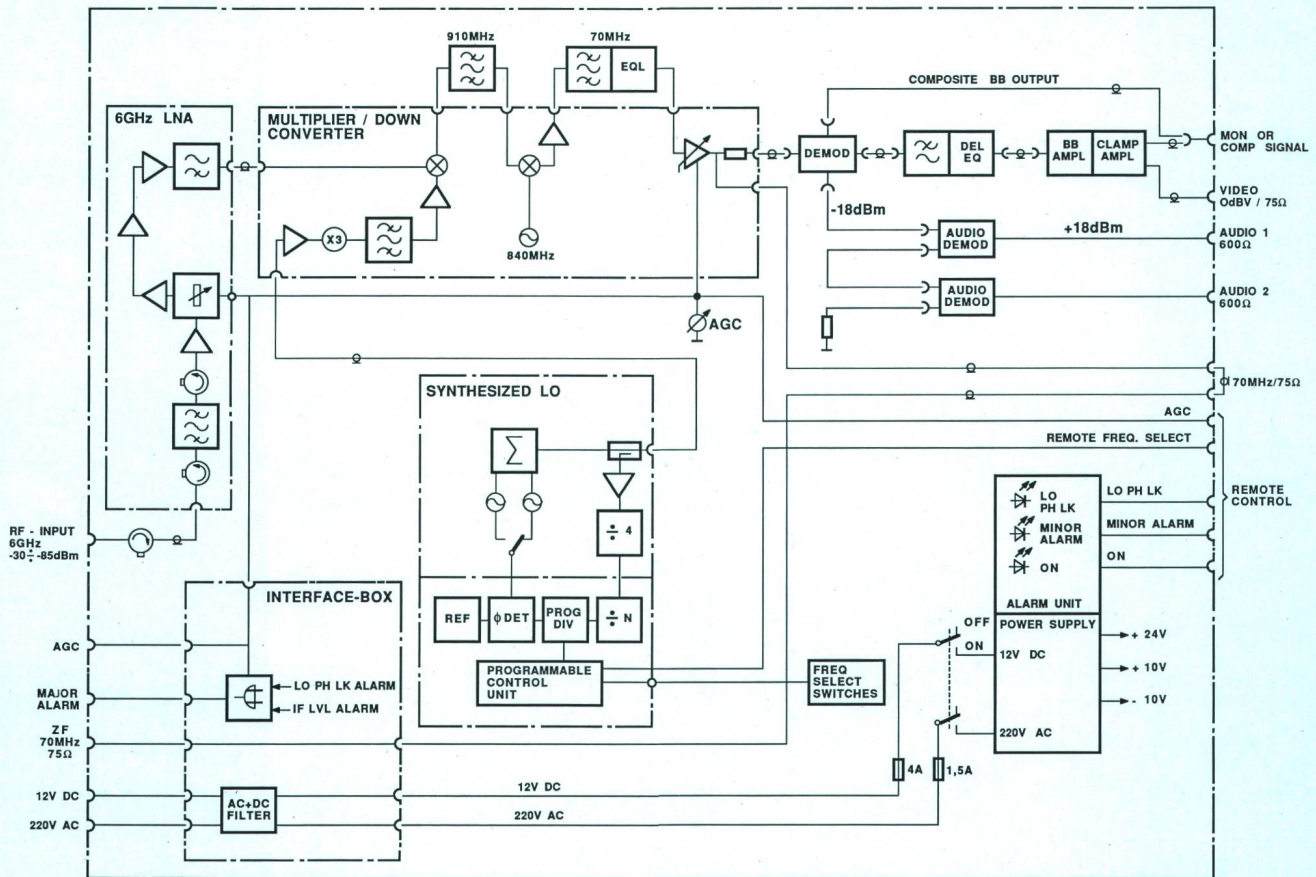 910MHz
70MHz
EQL
6GHz LNA
MULTIPLIER / DOWN
CONVERTER
COMPOSITE BB OUTPUT
DEMOD
DEL
EQ
BB
AMPL
CLAMP
AMPL
MON OR
COMP SIGNAL
VIDEO
OdBV / 75Ω
-18dBm
AUDIO
DEMOD
+18dBm
AUDIO 1
600Ω
X3
840MHz
AUDIO
DEMOD
AUDIO 2
600Ω
AGC
SYNTHESIZED LO
70MHz/75Ω
AGC
REMOTE FREQ. SELECT
Σ
÷ 4
LO
PH LK
MINOR
ALARM
ON
LO PH LK
MINOR ALARM
ON
REMOTE
CONTROL
RF - INPUT
6GHz
-30 ÷ -85dBm
INTERFACE-BOX
REF
ϕ DET
PROG
DIV
÷ N
ALARM UNIT
POWER SUPPLY
OFF
ON
12V DC
+ 24V
+ 10V
- 10V
220V AC
AGC
PROGRAMMABLE
CONTROL
UNIT
FREQ
SELECT
SWITCHES
MAJOR
ALARM
LO PH LK ALARM
IF LVL ALARM
ZF
70MHz
75Ω
4A
1,5A
12V DC
AC+DC
FILTER
12V DC
220V AC
220V AC